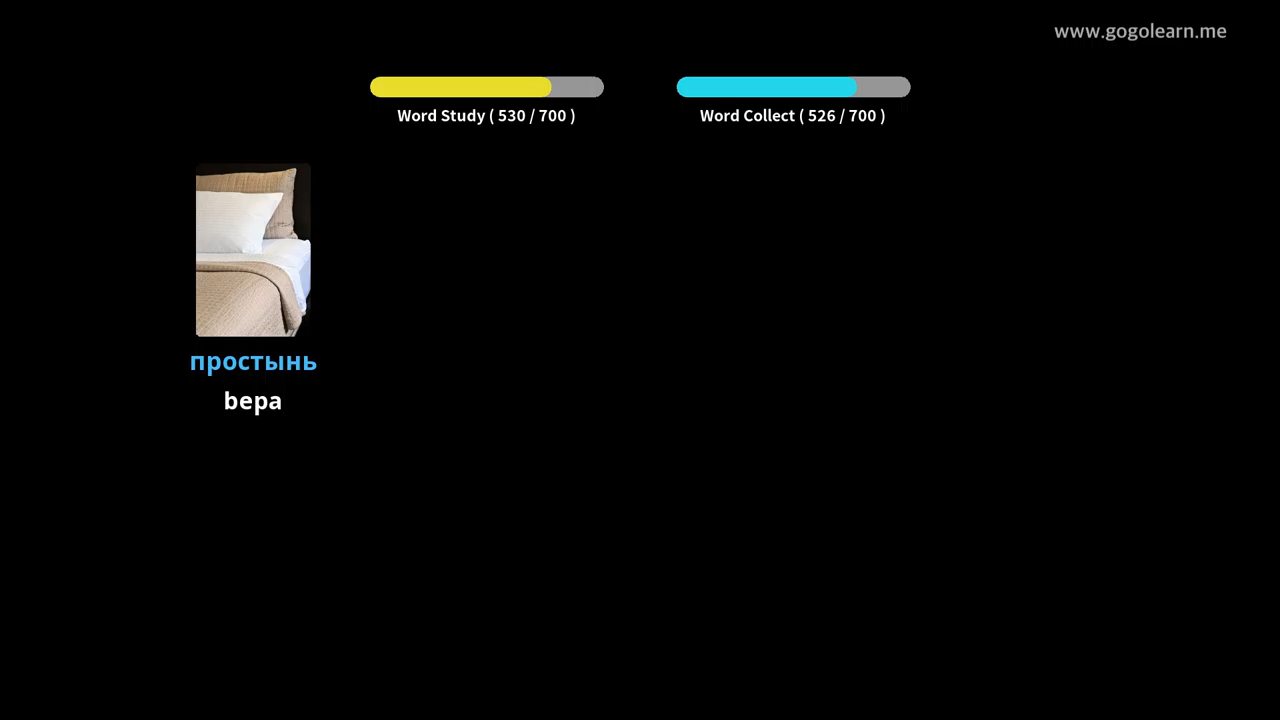 www.gogolearn.me
Word Study ( 530 / 700 )
Word Collect ( 526 / 700 )
простынь
bepa